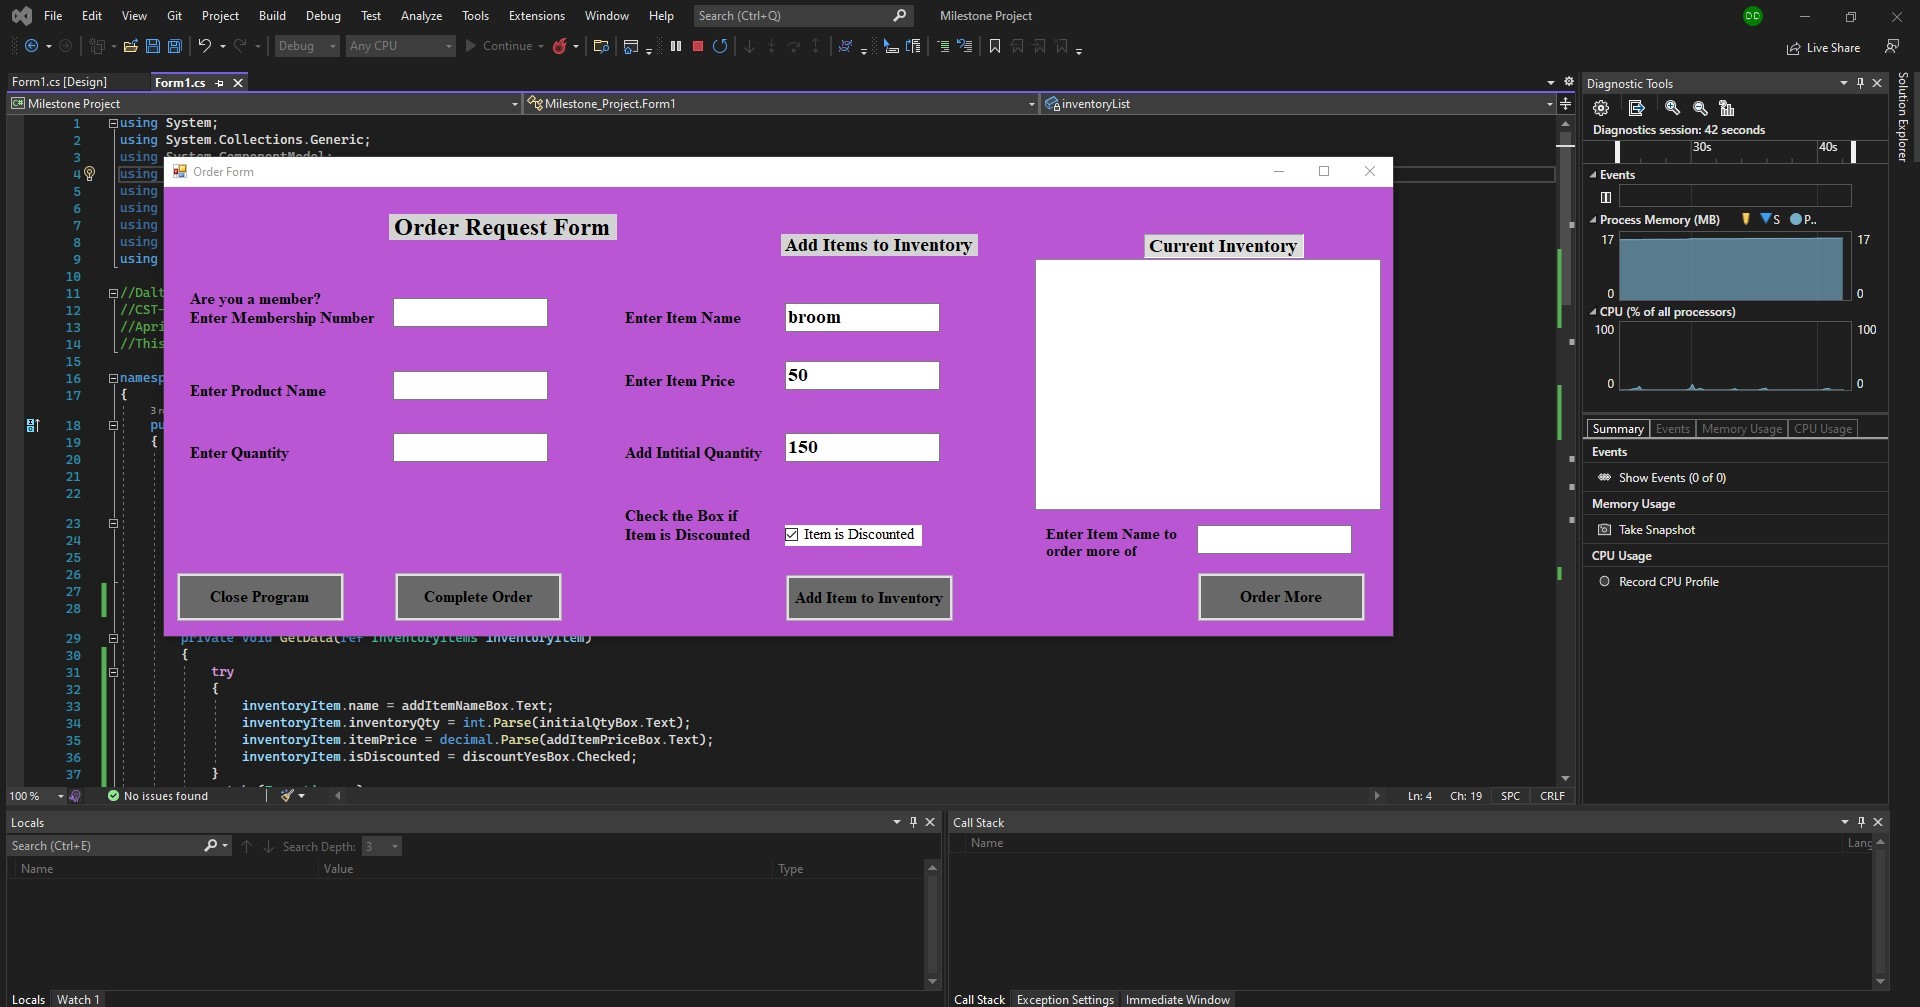 File Edit View Git Project Build Debug Test Analyze Tools Extensions Window Help Search (Ctrl+Q) Milestone Project DD
Debug Any CPU Continue Live Share
Form1.cs [Design] Form1.cs
Milestone Project Milestone_Project.Form1 inventoryList
1 using System;
2 using System.Collections.Generic;
3 using System.ComponentModel;
4 using
5 using
6 using
7 using
8 using
9 using
10
11 //Dalt
12 //CST-
13 //Apri
14 //This
15
16 namesp
17 {
3 r
18 pu
19 {
20
21
22
23
24
25
26
27
28
29 private void GetData(ref InventoryItems inventoryItem)
30 {
31 try
32 {
33 inventoryItem.name = addItemNameBox.Text;
34 inventoryItem.inventoryQty = int.Parse(initialQtyBox.Text);
35 inventoryItem.itemPrice = decimal.Parse(addItemPriceBox.Text);
36 inventoryItem.isDiscounted = discountYesBox.Checked;
37 }
Order Form
Order Request Form
Are you a member?
Enter Membership Number
Enter Product Name
Enter Quantity
Close Program
Complete Order
Add Items to Inventory
Enter Item Name broom
Enter Item Price 50
Add Intitial Quantity 150
Check the Box if
Item is Discounted
Item is Discounted
Add Item to Inventory
Current Inventory
Enter Item Name to
order more of
Order More
100 % No issues found Ln: 4 Ch: 19 SPC CRLF
Diagnostic Tools
Diagnostics session: 42 seconds
30s 40s
Events
Process Memory (MB) S P..
17 17
0 0
CPU (% of all processors)
100 100
0 0
Summary Events Memory Usage CPU Usage
Events
Show Events (0 of 0)
Memory Usage
Take Snapshot
CPU Usage
Record CPU Profile
Solution Explorer
Locals
Search (Ctrl+E) Search Depth: 3
Name Value Type
Locals Watch 1
Call Stack
Name Lang
Call Stack Exception Settings Immediate Window